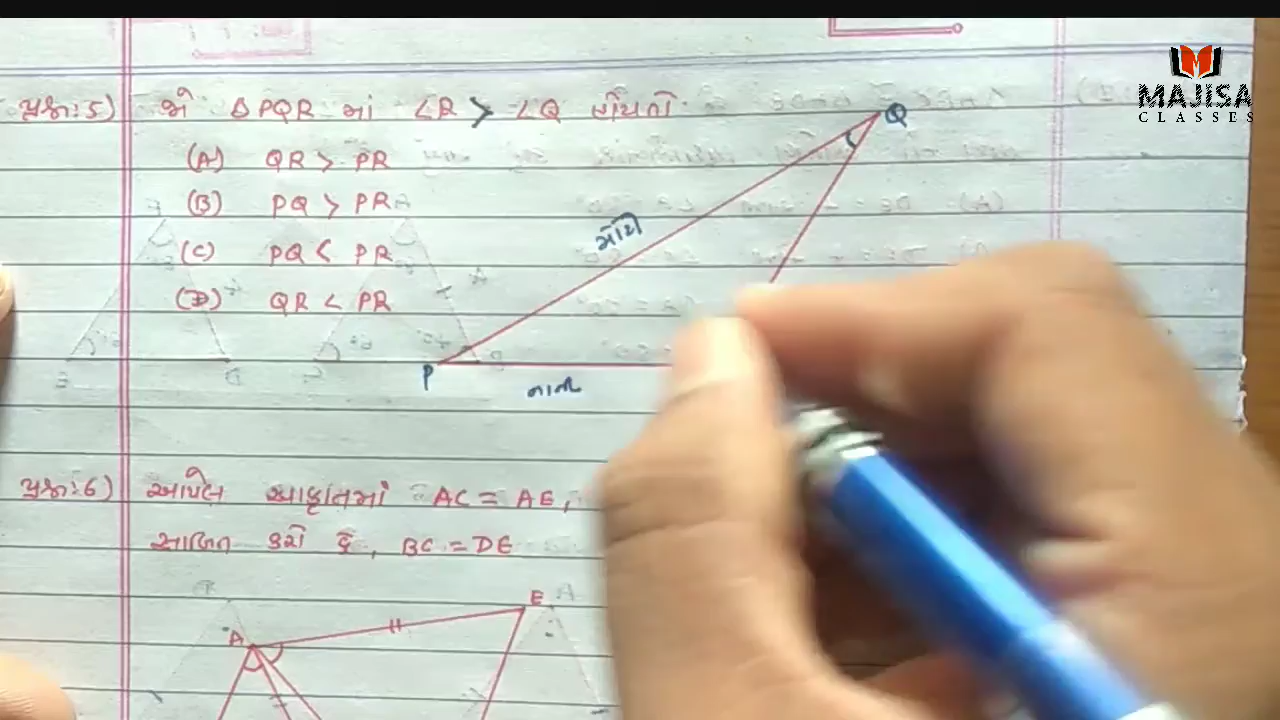 MAJISA
CLASSES
પ્રશ્ન:5) જો ΔPQR માં ∠R > ∠Q હોયતો
(A) QR > PR
(B) PQ > PR
(C) PQ < PR
(D) QR < PR
Q
મોટી
P
નાની
પ્રશ્ન:6) આપેલ આકૃતિમાં AC = AE,
સાબિત કરો કે, BC = DE
E
A